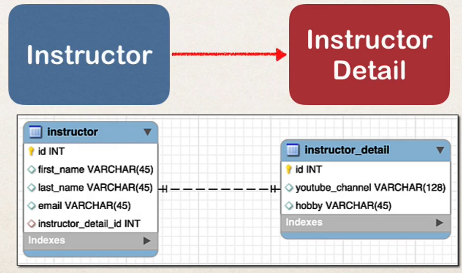 Instructor
Instructor
Detail
instructor
id INT
first_name VARCHAR(45)
last_name VARCHAR(45)
email VARCHAR(45)
instructor_detail_id INT
Indexes
instructor_detail
id INT
youtube_channel VARCHAR(128)
hobby VARCHAR(45)
Indexes